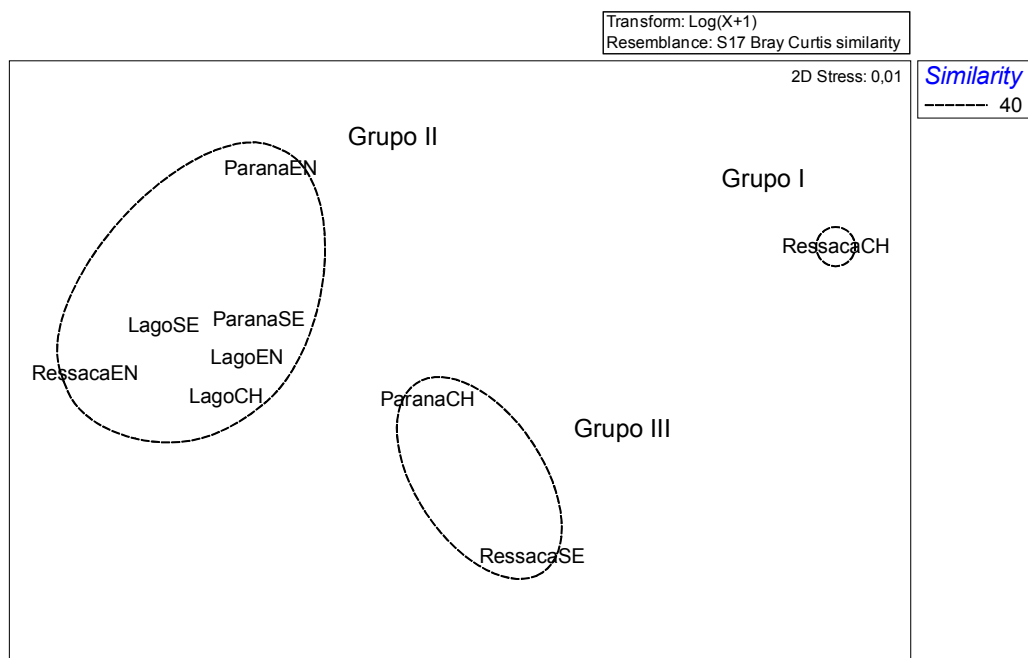 Transform: Log(X+1)
Resemblance: S17 Bray Curtis similarity
2D Stress: 0,01
Similarity
40
Grupo II
ParanaEN
Grupo I
RessacaCH
LagoSE
ParanaSE
LagoEN
RessacaEN
LagoCH
ParanaCH
Grupo III
RessacaSE